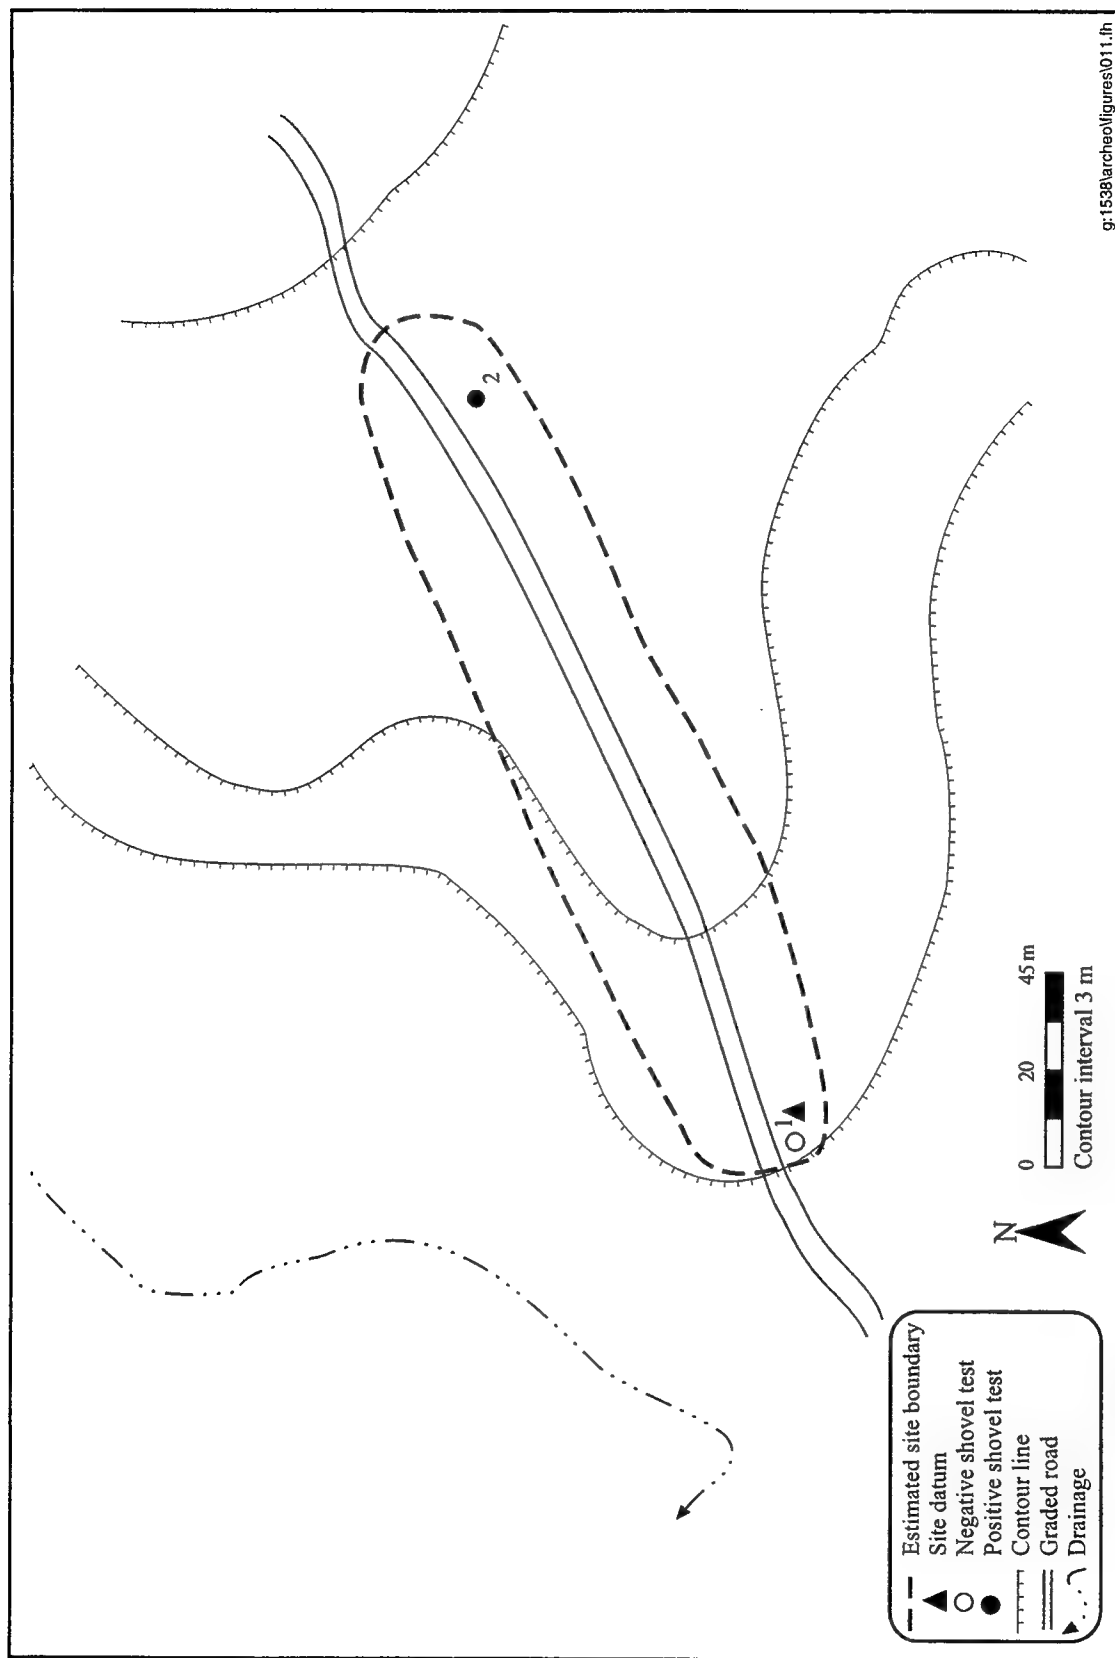 2
1
N
0 20 45 m
Contour interval 3 m
Estimated site boundary
Site datum
Negative shovel test
Positive shovel test
Contour line
Graded road
Drainage
g:1538\archeo\figures\011.fh